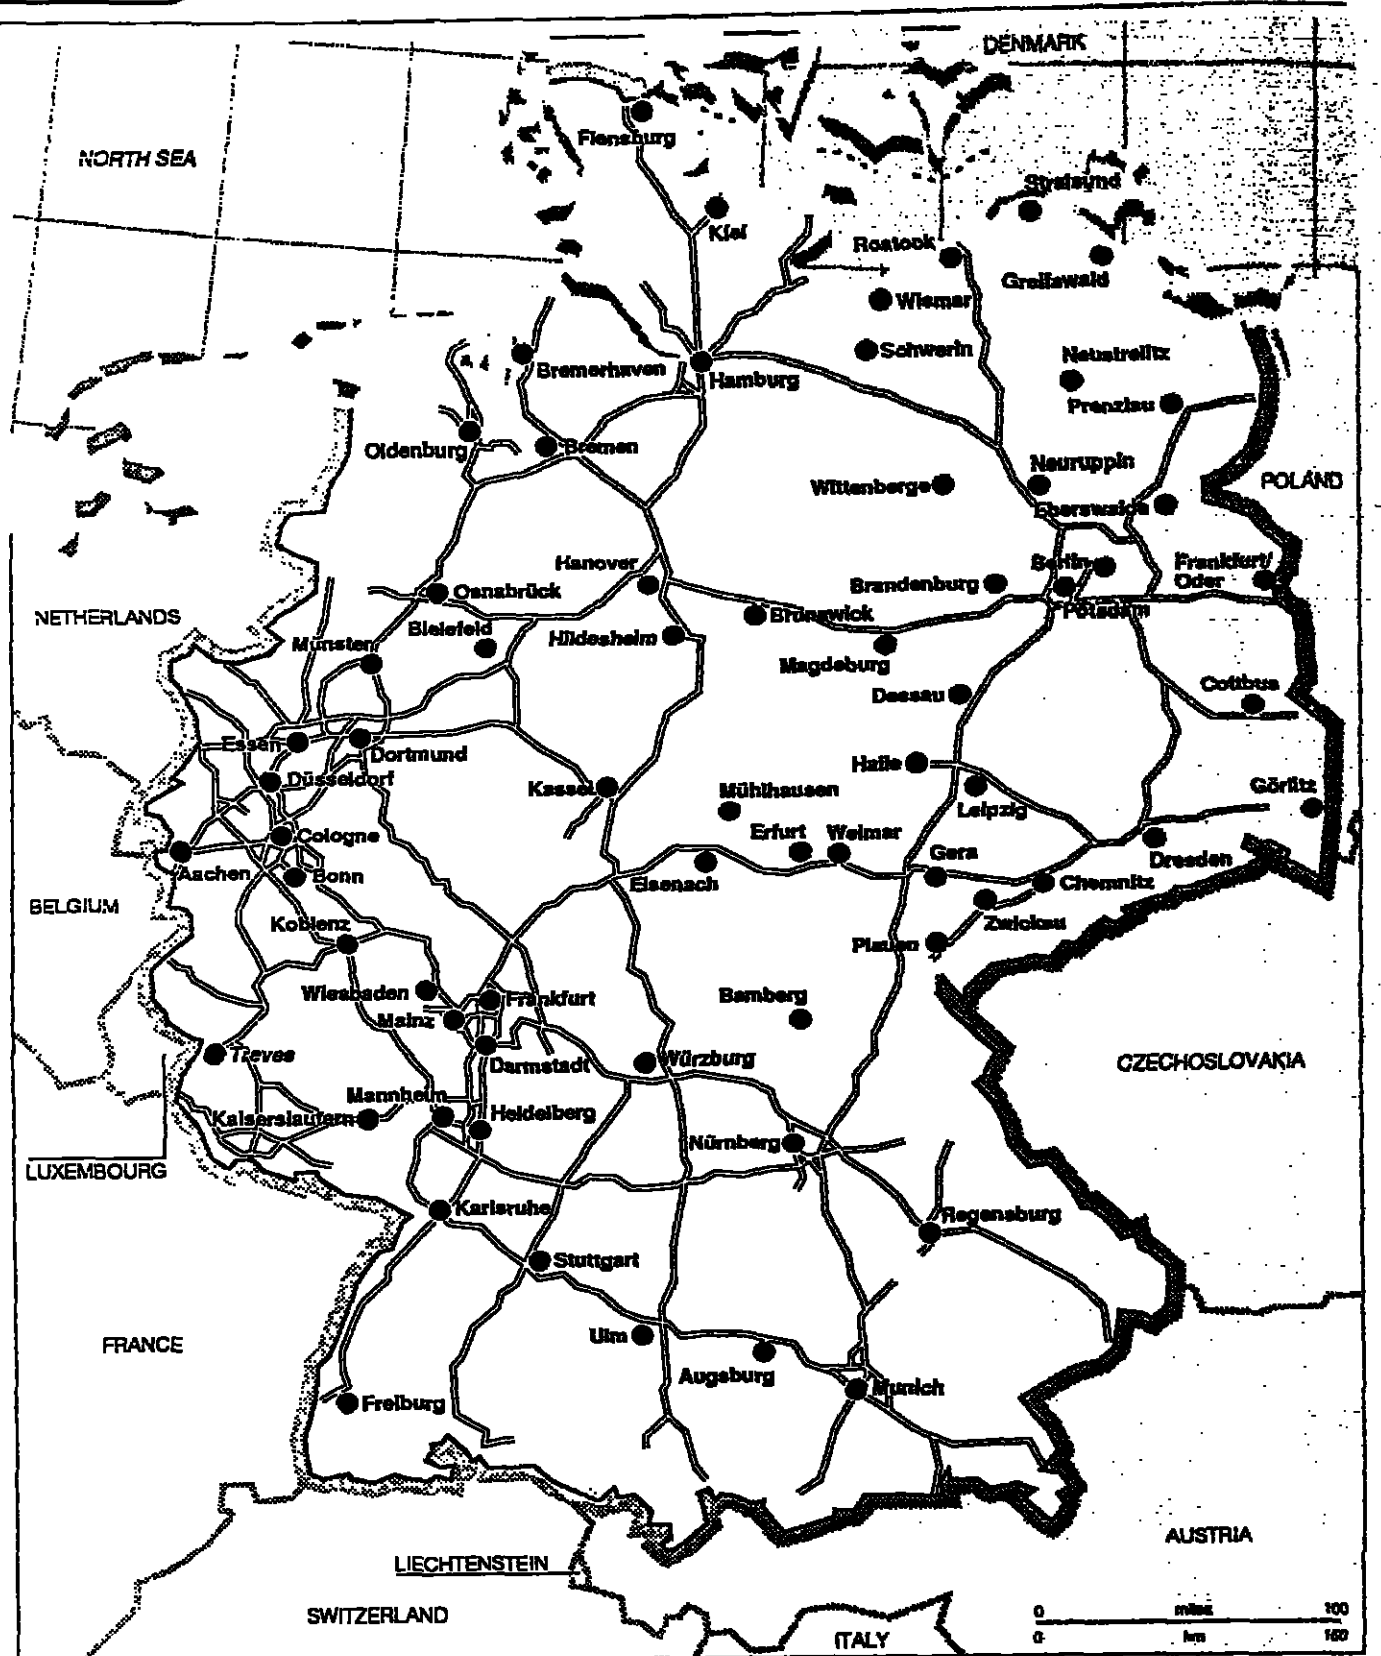 DENMARK
NORTH SEA
Flensburg
Stralsund
Kiel
Rostock
Greifswald
Wismar
Schwerin
Neustrelitz
Bremerhaven
Hamburg
Prenzlau
Oldenburg
Bremen
Neuruppin
POLAND
Wittenberge
Eberswalde
Hanover
Berlin
Frankfurt/
Oder
Osnabrück
Brandenburg
Potsdam
NETHERLANDS
Bielefeld
Brunswick
Munster
Hildesheim
Magdeburg
Dessau
Cottbus
Essen
Dortmund
Halle
Düsseldorf
Kassel
Mühlhausen
Leipzig
Görlitz
Cologne
Erfurt
Weimar
Gera
Dresden
Aachen
Bonn
Eisenach
Chemnitz
BELGIUM
Koblenz
Zwickau
Plauen
Wiesbaden
Frankfurt
Bamberg
Mainz
Treves
Darmstadt
Würzburg
CZECHOSLOVAKIA
Mannheim
Kaiserslautern
Heidelberg
Nürnberg
LUXEMBOURG
Karlsruhe
Regensburg
Stuttgart
FRANCE
Ulm
Augsburg
Munich
Freiburg
AUSTRIA
LIECHTENSTEIN
SWITZERLAND
ITALY
0 miles 100
0 km 160